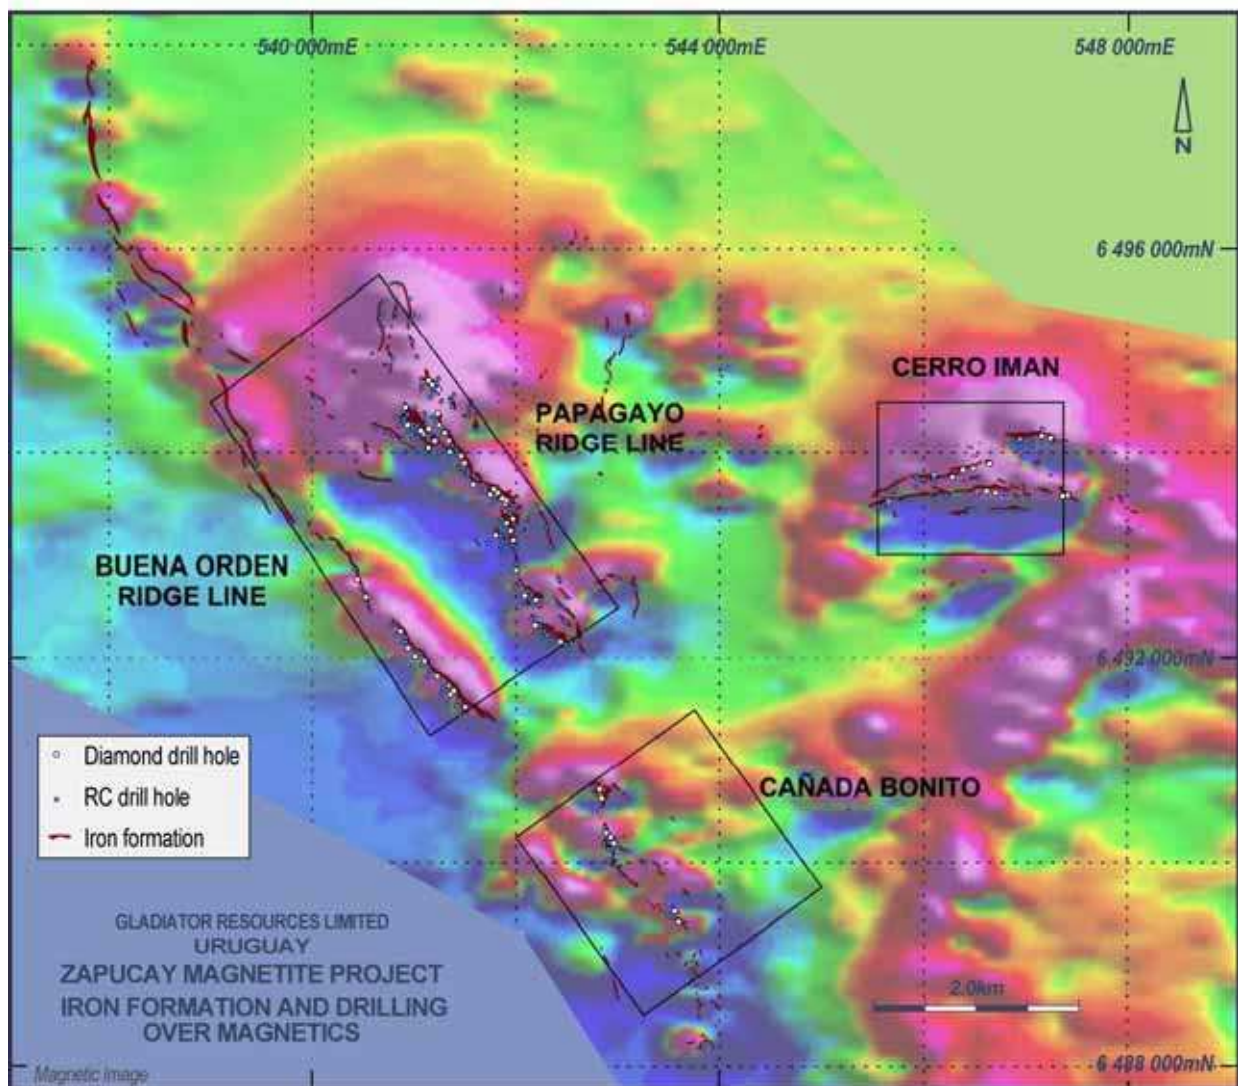 540 000mE
544 000mE
548 000mE
N
6 496 000mN
CERRO IMAN
PAPAGAYO
RIDGE LINE
BUENA ORDEN
RIDGE LINE
6 492 000mN
Diamond drill hole
RC drill hole
Iron formation
CAÑADA BONITO
GLADIATOR RESOURCES LIMITED
URUGUAY
ZAPUCAY MAGNETITE PROJECT
IRON FORMATION AND DRILLING
OVER MAGNETICS
2.0km
6 488 000mN
Magnetic Image